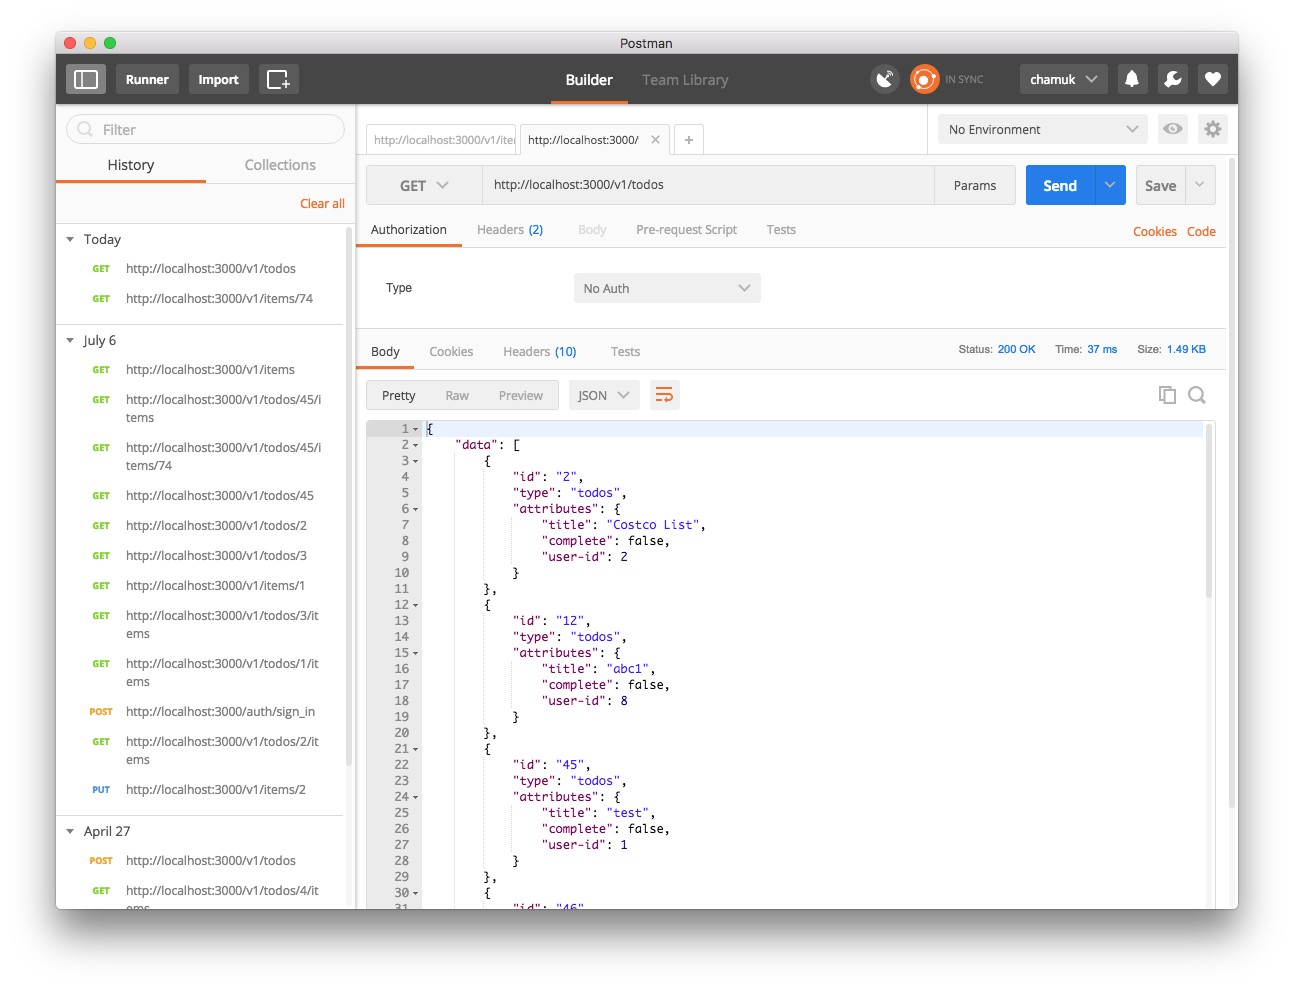 Postman
Runner
Import
Builder
Team Library
IN SYNC
chamuk
Filter
History
Collections
Clear all
Today
GET http://localhost:3000/v1/todos
GET http://localhost:3000/v1/items/74
July 6
GET http://localhost:3000/v1/items
GET http://localhost:3000/v1/todos/45/i
tems
GET http://localhost:3000/v1/todos/45/i
tems/74
GET http://localhost:3000/v1/todos/45
GET http://localhost:3000/v1/todos/2
GET http://localhost:3000/v1/todos/3
GET http://localhost:3000/v1/items/1
GET http://localhost:3000/v1/todos/3/it
ems
GET http://localhost:3000/v1/todos/1/it
ems
POST http://localhost:3000/auth/sign_in
GET http://localhost:3000/v1/todos/2/it
ems
PUT http://localhost:3000/v1/items/2
April 27
POST http://localhost:3000/v1/todos
GET http://localhost:3000/v1/todos/4/it
ems
http://localhost:3000/v1/iter
http://localhost:3000/
No Environment
GET
http://localhost:3000/v1/todos
Params
Send
Save
Authorization
Headers (2)
Body
Pre-request Script
Tests
Cookies
Code
Type
No Auth
Body
Cookies
Headers (10)
Tests
Status: 200 OK
Time: 37 ms
Size: 1.49 KB
Pretty
Raw
Preview
JSON
1 {
2 "data": [
3 {
4 "id": "2",
5 "type": "todos",
6 "attributes": {
7 "title": "Costco List",
8 "complete": false,
9 "user-id": 2
10 }
11 },
12 {
13 "id": "12",
14 "type": "todos",
15 "attributes": {
16 "title": "abc1",
17 "complete": false,
18 "user-id": 8
19 }
20 },
21 {
22 "id": "45",
23 "type": "todos",
24 "attributes": {
25 "title": "test",
26 "complete": false,
27 "user-id": 1
28 }
29 },
30 {
31 "id": "46"